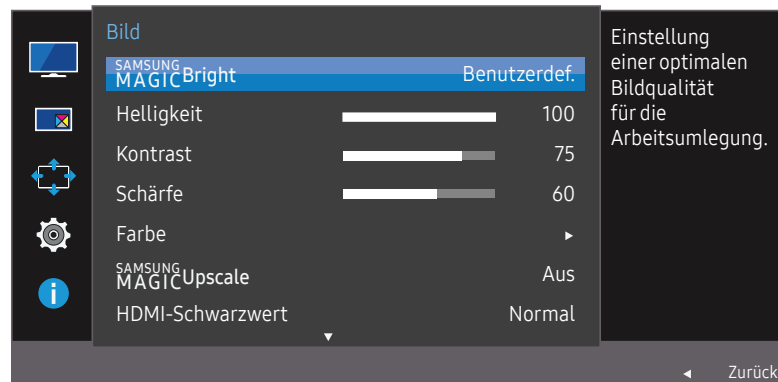 Bild
SAMSUNG MAGICBright Benutzerdef.
Helligkeit 100
Kontrast 75
Schärfe 60
Farbe ►
SAMSUNG MAGICUpscale Aus
HDMI-Schwarzwert Normal
▼
Einstellung
einer optimalen
Bildqualität
für die
Arbeitsumlegung.
◄ Zurück